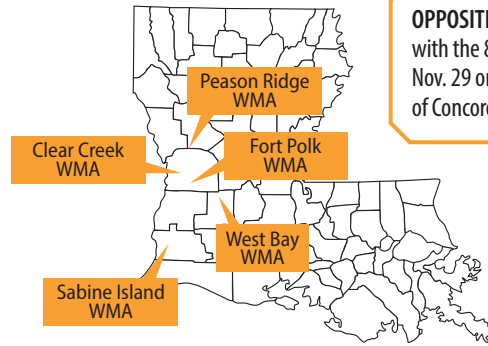 OPPOSITE
with the 8
Nov. 29 on
of Concor
Peason Ridge
WMA
Clear Creek
WMA
Fort Polk
WMA
West Bay
WMA
Sabine Island
WMA